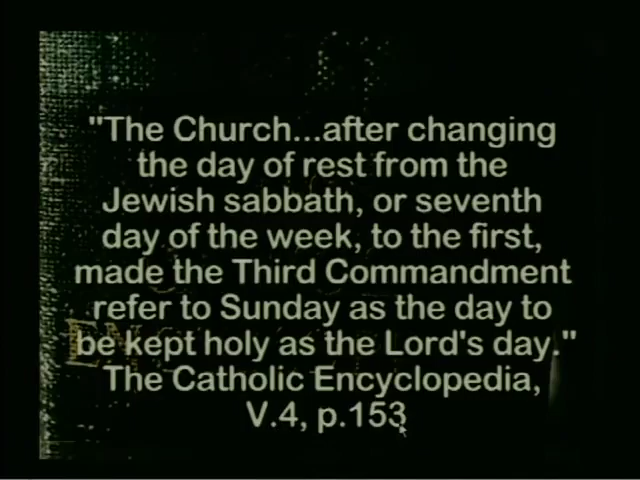 "The Church...after changing
the day of rest from the
Jewish sabbath, or seventh
day of the week, to the first,
made the Third Commandment
refer to Sunday as the day to
be kept holy as the Lord's day."
The Catholic Encyclopedia,
V.4, p.153